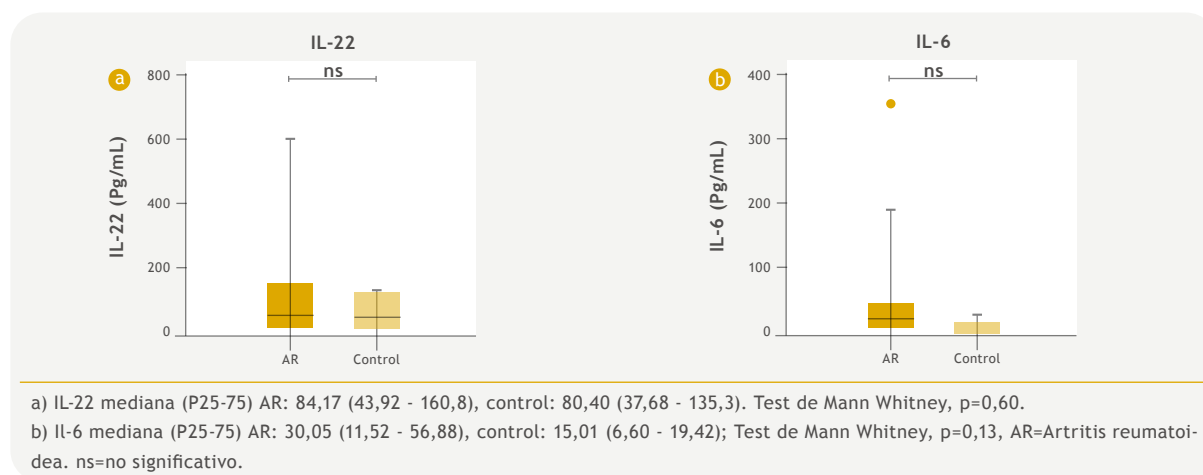 IL-22
a
ns
800
600
400
200
0
IL-22 (Pg/mL)
AR
Control
IL-6
b
ns
400
300
200
100
0
IL-6 (Pg/mL)
AR
Control
a) IL-22 mediana (P25-75) AR: 84,17 (43,92 - 160,8), control: 80,40 (37,68 - 135,3). Test de Mann Whitney, p=0,60.
b) Il-6 mediana (P25-75) AR: 30,05 (11,52 - 56,88), control: 15,01 (6,60 - 19,42); Test de Mann Whitney, p=0,13, AR=Artritis reumatoi-
dea. ns=no significativo.